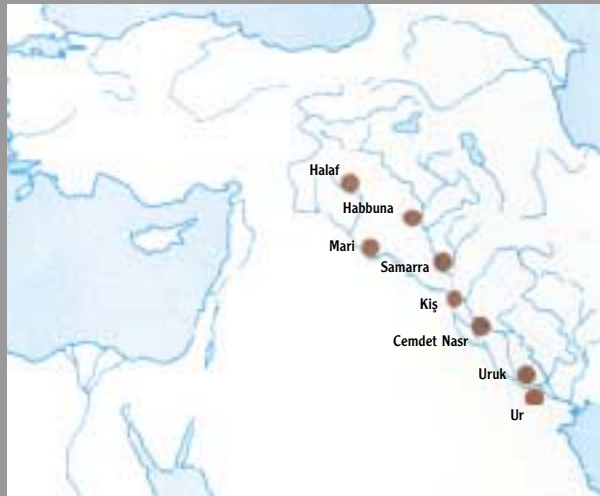 Halaf
Habbuna
Mari
Samarra
Kiş
Cemdet Nasr
Uruk
Ur